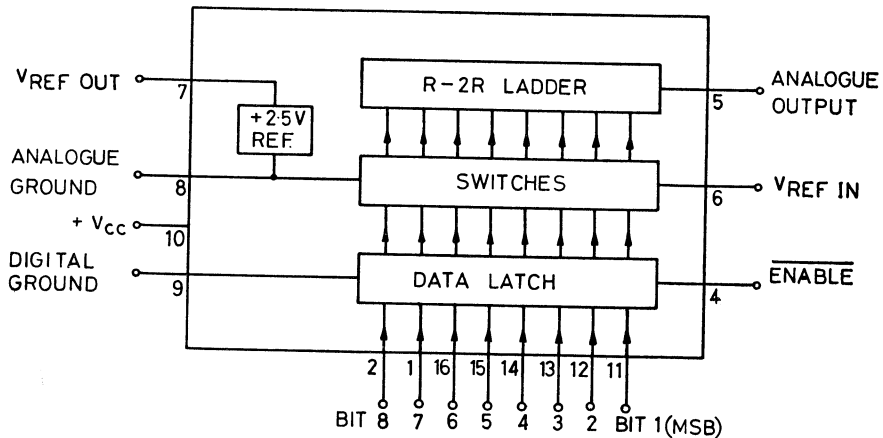 VREF OUT
7
+2·5V
REF.
R-2R LADDER
5
ANALOGUE
OUTPUT
ANALOGUE
GROUND
8
SWITCHES
6
VREF IN
+ VCC
10
DIGITAL
GROUND
9
DATA LATCH
4
ENABLE
2 1 16 15 14 13 12 11
BIT 8 7 6 5 4 3 2 BIT 1 (MSB)